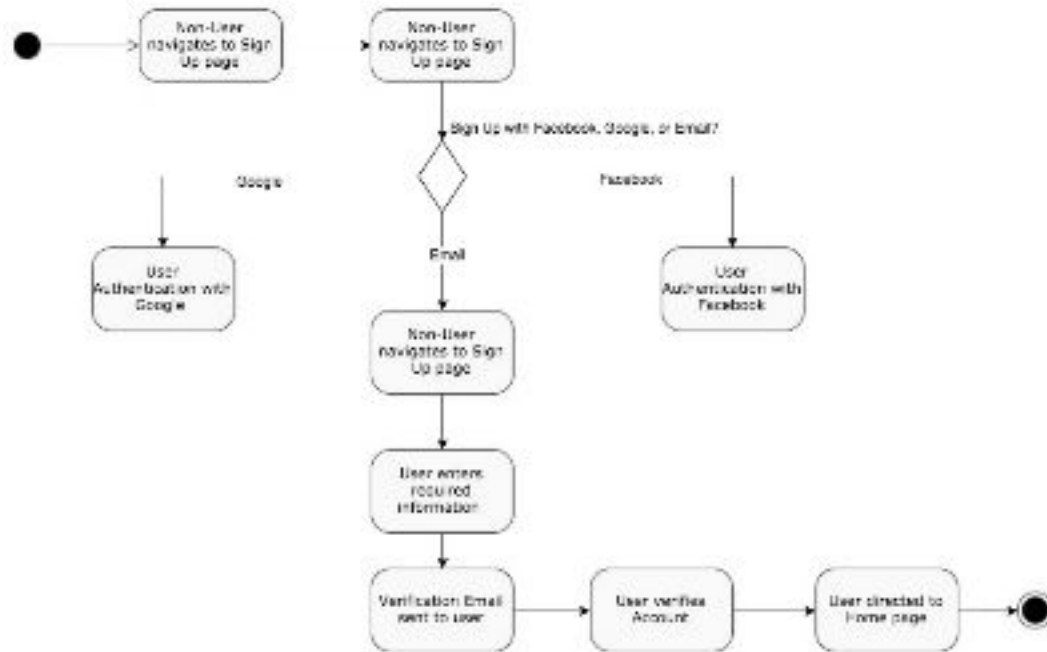 Non-User
navigates to Sign
Up page
Non-User
navigates to Sign
Up page
Sign Up with Facebook, Google, or Email?
Google
Facebook
Email
User
Authentication with
Google
User
Authentication with
Facebook
Non-User
navigates to Sign
Up page
User enters
required
information
Verification Email
sent to user
User verifies
Account
User directed to
Home page